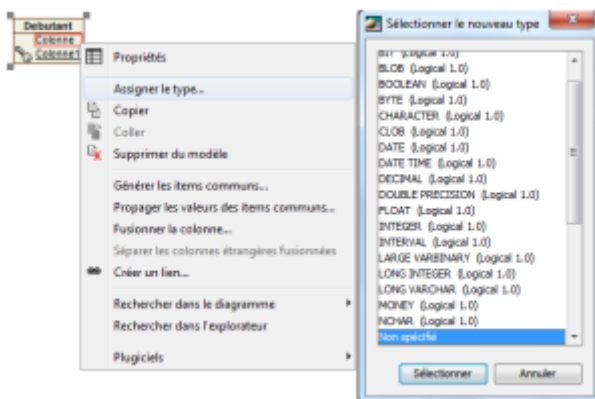 Debutant
Colonne
Colonne1
Propriétés
Assigner le type...
Copier
Coller
Supprimer du modèle
Générer les items communs...
Propager les valeurs des items communs...
Fusionner la colonne...
Séparer les colonnes étrangères fusionnées
Créer un lien...
Rechercher dans le diagramme
Rechercher dans l'explorateur
Plugiciels
Sélectionner le nouveau type
BIT (Logical 1.0)
BLOB (Logical 1.0)
BOOLEAN (Logical 1.0)
BYTE (Logical 1.0)
CHARACTER (Logical 1.0)
CLOB (Logical 1.0)
DATE (Logical 1.0)
DATE TIME (Logical 1.0)
DECIMAL (Logical 1.0)
DOUBLE PRECISION (Logical 1.0)
FLOAT (Logical 1.0)
INTEGER (Logical 1.0)
INTERVAL (Logical 1.0)
LARGE VARBINARY (Logical 1.0)
LONG INTEGER (Logical 1.0)
LONG VARCHAR (Logical 1.0)
MONEY (Logical 1.0)
NCHAR (Logical 1.0)
Non spécifié
Sélectionner
Annuler